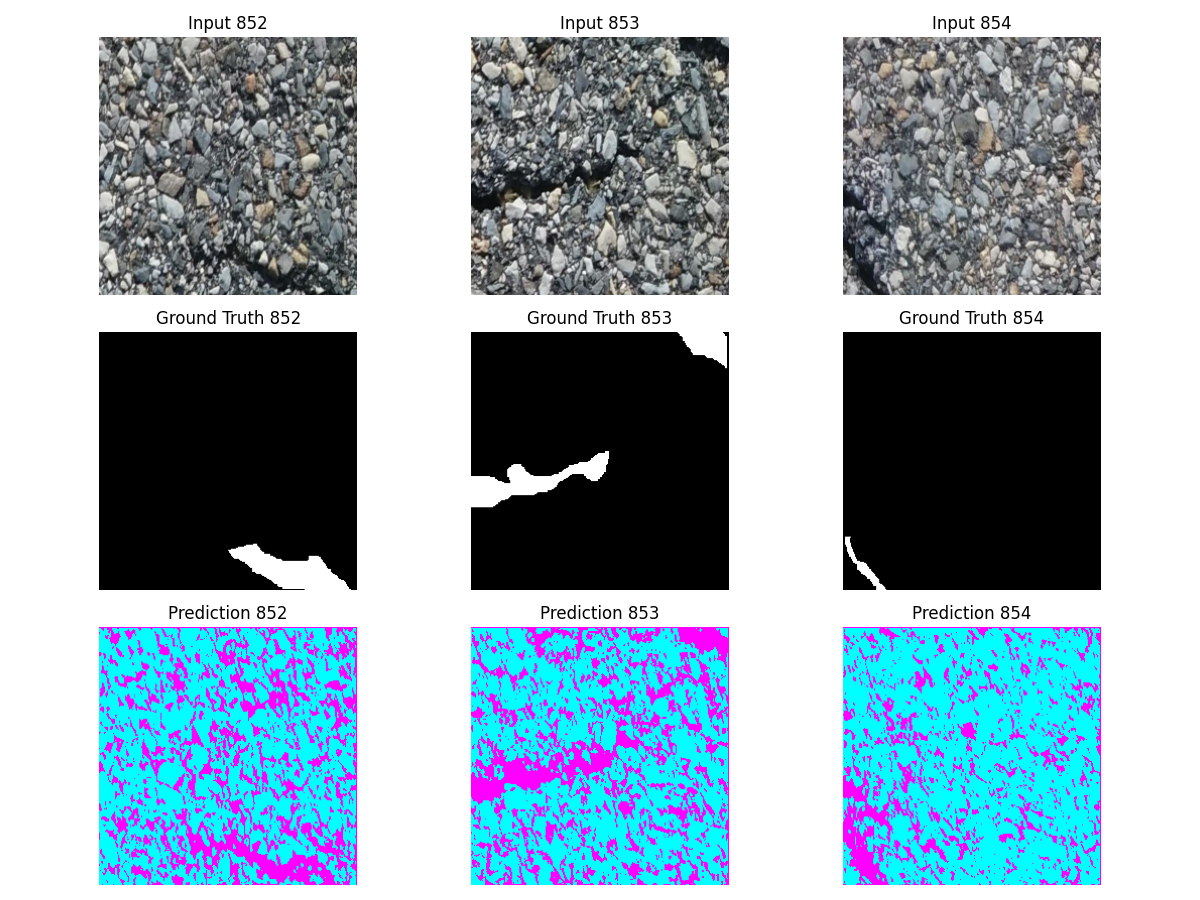 Input 852
Input 853
Input 854
Ground Truth 852
Ground Truth 853
Ground Truth 854
Prediction 852
Prediction 853
Prediction 854